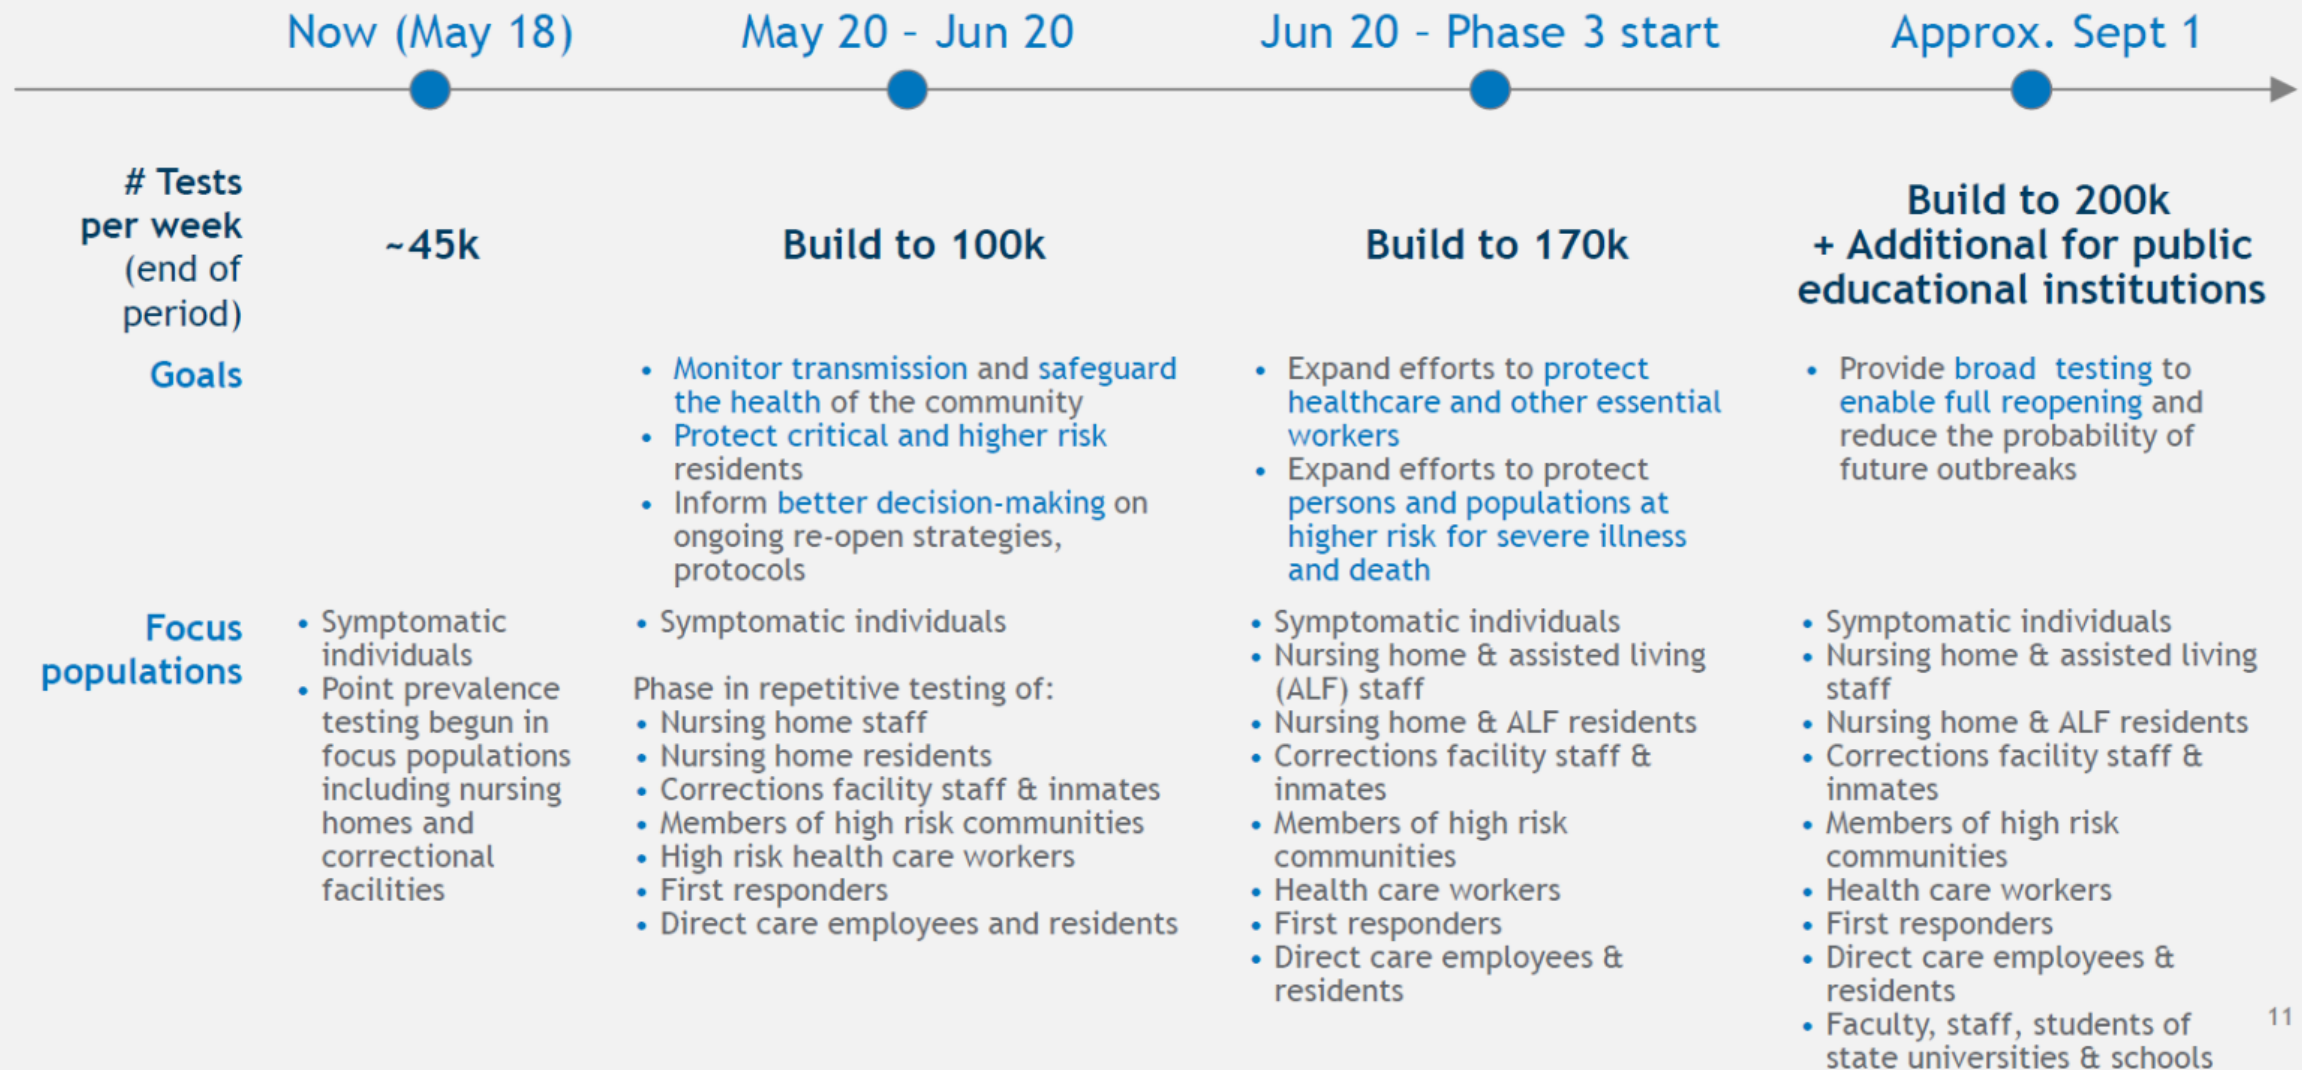 Now (May 18)
May 20 – Jun 20
Jun 20 – Phase 3 start
Approx. Sept 1
# Tests
per week
(end of
period)
~45k
Build to 100k
Build to 170k
Build to 200k
+ Additional for public
educational institutions
Goals
• Monitor transmission and safeguard
the health of the community
• Protect critical and higher risk
residents
• Inform better decision-making on
ongoing re-open strategies,
protocols
• Expand efforts to protect
healthcare and other essential
workers
• Expand efforts to protect
persons and populations at
higher risk for severe illness
and death
• Provide broad testing to
enable full reopening and
reduce the probability of
future outbreaks
Focus
populations
• Symptomatic
individuals
• Point prevalence
testing begun in
focus populations
including nursing
homes and
correctional
facilities
• Symptomatic individuals
Phase in repetitive testing of:
• Nursing home staff
• Nursing home residents
• Corrections facility staff & inmates
• Members of high risk communities
• High risk health care workers
• First responders
• Direct care employees and residents
• Symptomatic individuals
• Nursing home & assisted living
(ALF) staff
• Nursing home & ALF residents
• Corrections facility staff &
inmates
• Members of high risk
communities
• Health care workers
• First responders
• Direct care employees &
residents
• Symptomatic individuals
• Nursing home & assisted living
staff
• Nursing home & ALF residents
• Corrections facility staff &
inmates
• Members of high risk
communities
• Health care workers
• First responders
• Direct care employees &
residents
• Faculty, staff, students of
state universities & schools
11